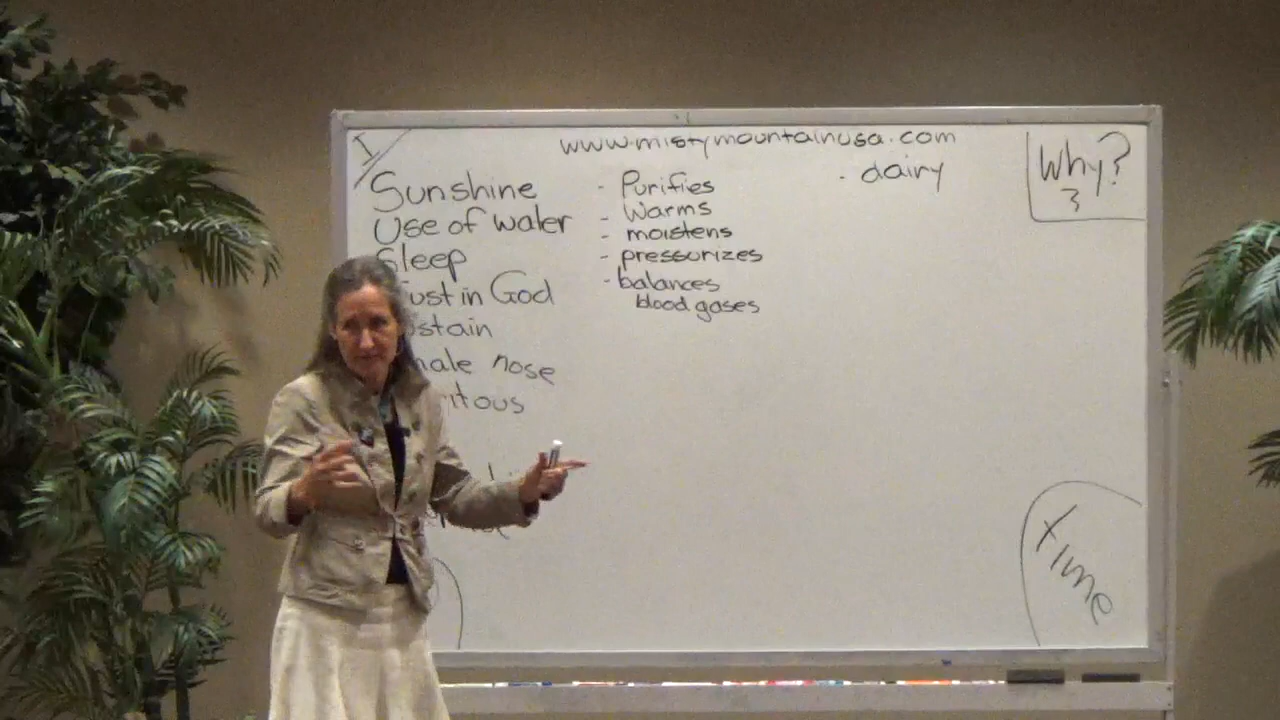 I
www.mistymountainusa.com
Sunshine
Use of water
Sleep
Trust in God
nose
- Purifies
- Warms
- moistens
- pressurizes
- balances
blood gases
- dairy
Why?
3
Time